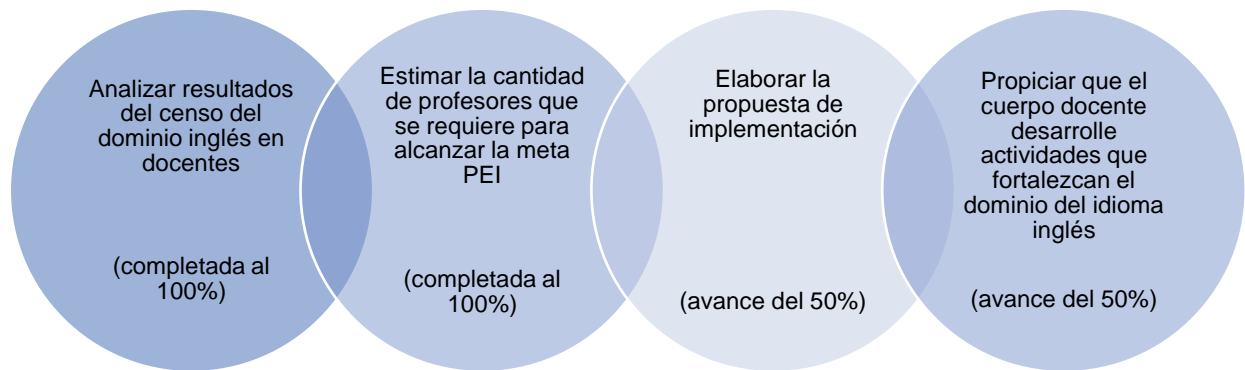 Analizar resultados
del censo del
dominio inglés en
docentes
(completada al
100%)
Estimar la cantidad
de profesores que
se requiere para
alcanzar la meta
PEI
(completada al
100%)
Elaborar la
propuesta de
implementación
(avance del 50%)
Propiciar que el
cuerpo docente
desarrolle
actividades que
fortalezcan el
dominio del idioma
inglés
(avance del 50%)